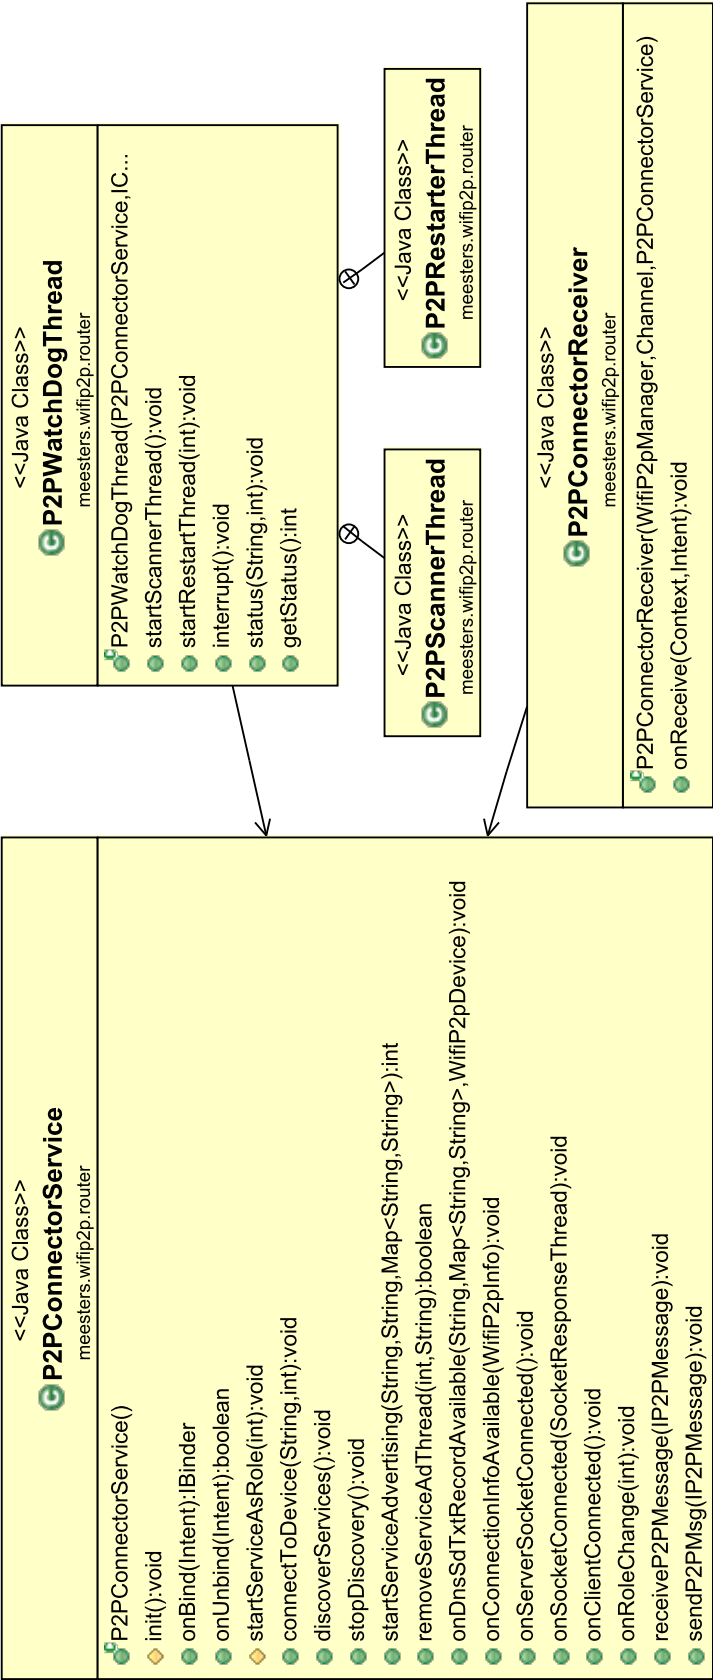 <<Java Class>>
P2PConnectorService
meesters.wifip2p.router
P2PConnectorService()
init():void
onBind(Intent):IBinder
onUnbind(Intent):boolean
startServiceAsRole(int):void
connectToDevice(String,int):void
discoverServices():void
stopDiscovery():void
startServiceAdvertising(String,String,Map<String,String>):int
removeServiceAdThread(int,String):boolean
onDnsSdTxtRecordAvailable(String,Map<String,String>,WifiP2pDevice):void
onConnectionInfoAvailable(WifiP2pInfo):void
onServerSocketConnected():void
onSocketConnected(SocketResponseThread):void
onClientConnected():void
onRoleChange(int):void
receiveP2PMessage(IP2PMessage):void
sendP2PMsg(IP2PMessage):void
<<Java Class>>
P2PWatchDogThread
meesters.wifip2p.router
P2PWatchDogThread(P2PConnectorService,IC...
startScannerThread():void
startRestartThread(int):void
interrupt():void
status(String,int):void
getStatus():int
<<Java Class>>
P2PScannerThread
meesters.wifip2p.router
<<Java Class>>
P2PRestarterThread
meesters.wifip2p.router
<<Java Class>>
P2PConnectorReceiver
meesters.wifip2p.router
P2PConnectorReceiver(WifiP2pManager,Channel,P2PConnectorService)
onReceive(Context,Intent):void